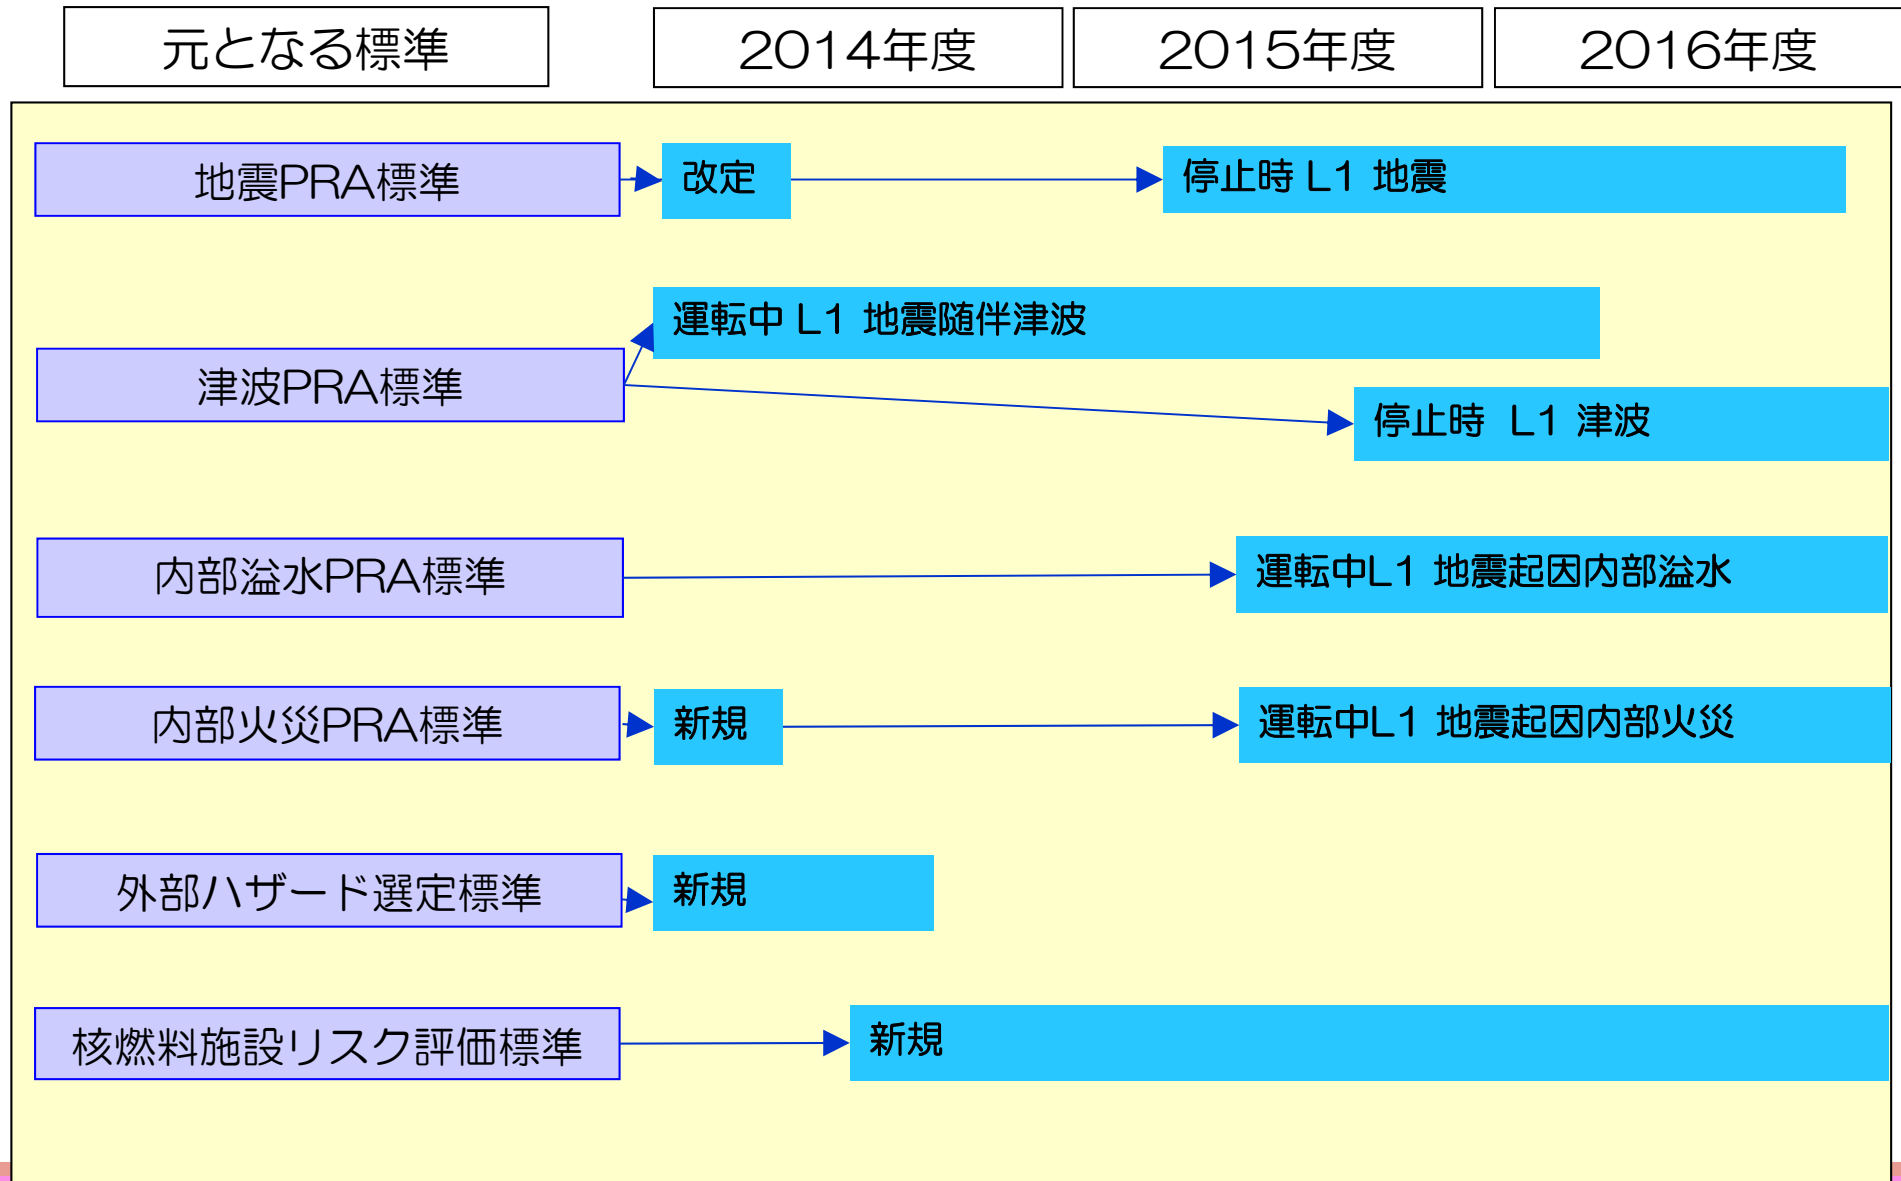 元となる標準
2014年度
2015年度
2016年度
地震PRA標準
改定
停止時 L1 地震
運転中 L1 地震随伴津波
津波PRA標準
停止時 L1 津波
内部溢水PRA標準
運転中L1 地震起因内部溢水
内部火災PRA標準
新規
運転中L1 地震起因内部火災
外部ハザード選定標準
新規
核燃料施設リスク評価標準
新規